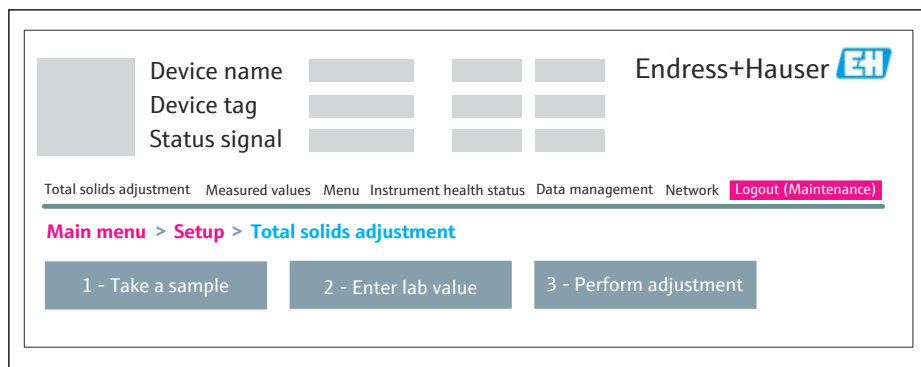 Device name
Endress+Hauser EH
Device tag
Status signal
Total solids adjustment Measured values Menu Instrument health status Data management Network Logout (Maintenance)
Main menu > Setup > Total solids adjustment
1 - Take a sample 2 - Enter lab value 3 - Perform adjustment